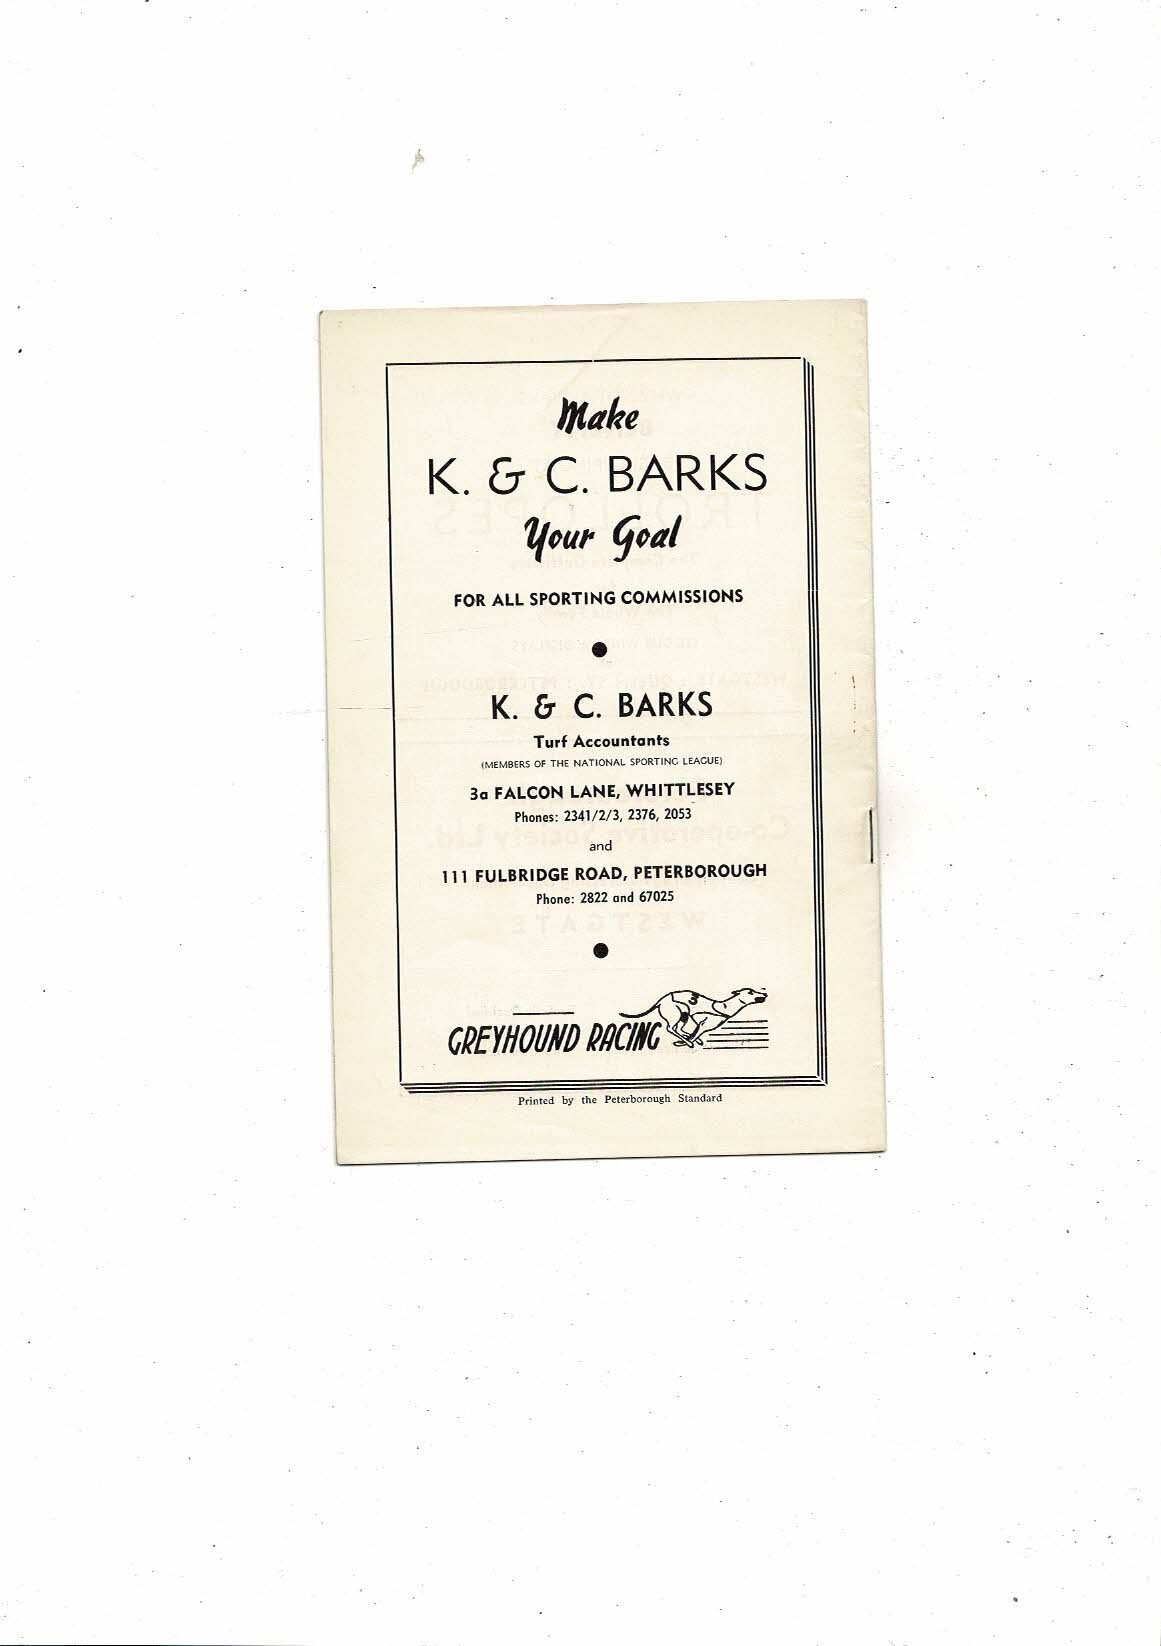 Make
K. & C. BARKS
Your Goal
FOR ALL SPORTING COMMISSIONS
K. & C. BARKS
Turf Accountants
(MEMBERS OF THE NATIONAL SPORTING LEAGUE)
3a FALCON LANE, WHITTLESEY
Phones: 2341/2/3, 2376, 2053
and
111 FULBRIDGE ROAD, PETERBOROUGH
Phone: 2822 and 67025
3
GREYHOUND RACING
Printed by the Peterborough Standard